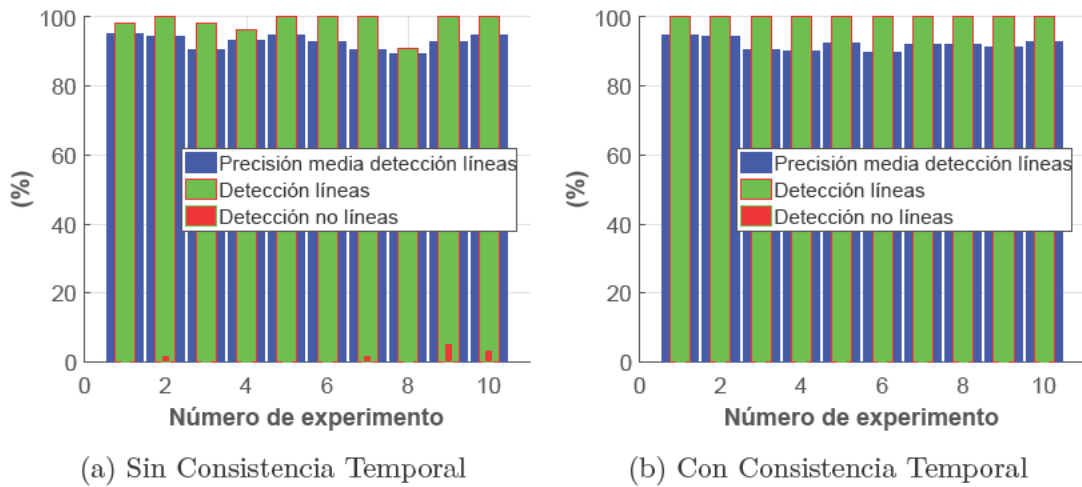 100
80
60
40
20
0
(%)
Precisión media detección líneas
Detección líneas
Detección no líneas
0 2 4 6 8 10
Número de experimento
(a) Sin Consistencia Temporal
100
80
60
40
20
0
(%)
Precisión media detección líneas
Detección líneas
Detección no líneas
0 2 4 6 8 10
Número de experimento
(b) Con Consistencia Temporal